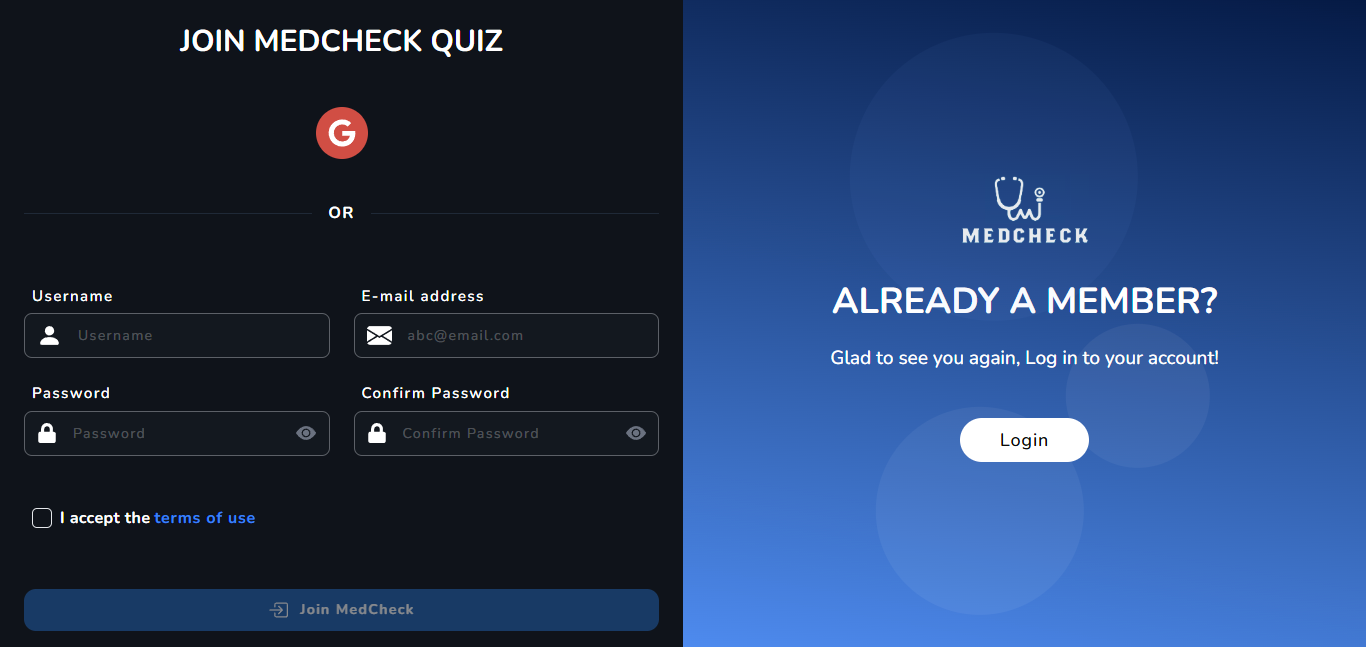 JOIN MEDCHECK QUIZ
G
OR
Username
E-mail address
Username
abc@email.com
Password
Confirm Password
Password
Confirm Password
I accept the terms of use
Join MedCheck
MEDCHECK
ALREADY A MEMBER?
Glad to see you again, Log in to your account!
Login